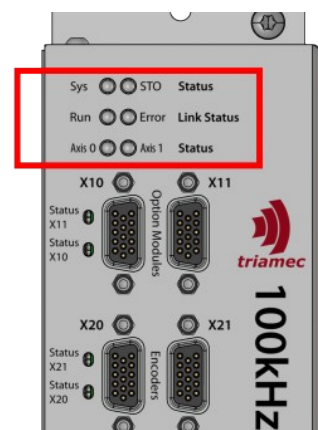 Sys STO Status
Run Error Link Status
Axis 0 Axis 1 Status
X10 X11
Status
X11
Status
X10
Option Modules
triamec
X20 X21
Status
X21
Status
X20
Encoders
100kHz